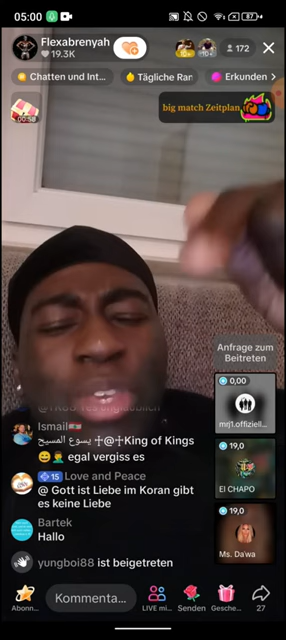 05:00
87
Flexabrenyah
19.3K
172
Chatten und Int...
Tägliche Ran
Erkunden >
00:58
big match Zeitplan
Anfrage zum
Beitreten
0,00
mrj1.offiziell...
Ismail
يسوع المسيح ☥@☥King of Kings
🤣 egal vergiss es
15 Love and Peace
@ Gott ist Liebe im Koran gibt
es keine Liebe
19,0
El CHAPO
Bartek
Hallo
19,0
Ms. Da'wa
yungboi88 ist beigetreten
Abonn...
Kommenta...
LIVE mi...
Senden
Gesche...
27